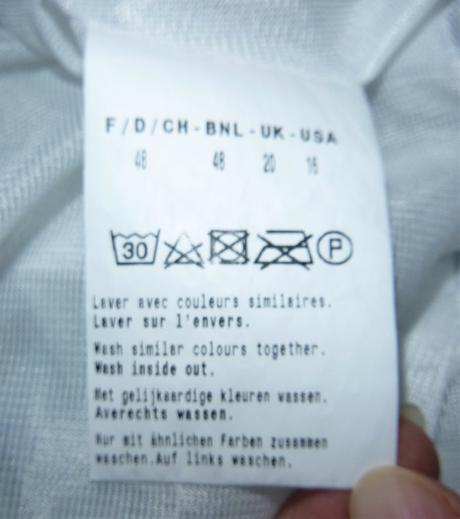 F/D/CH-BNL-UK-USA
48 48 20 16
30 P
Laver avec couleurs similaires.
Laver sur l'envers.
Wash similar colours together.
Wash inside out.
Met gelijkaardige kleuren wassen.
Averechts wassen.
Nur mit ähnlichen Farben zusammen
waschen.Auf links waschen.